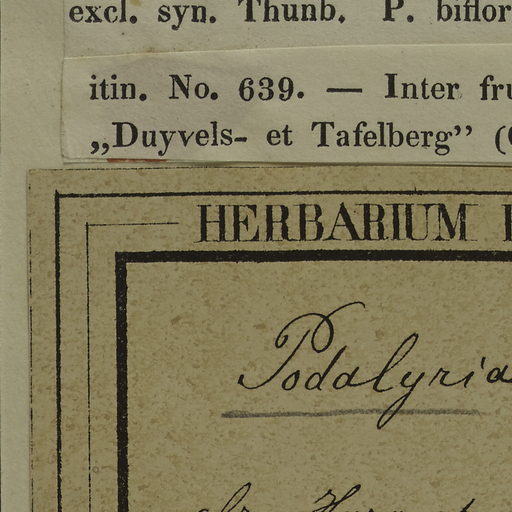 excl. syn. Thunb. P. biflor
itin. No. 639. — Inter fru
„Duyvels- et Tafelberg” (
HERBARIUM
Podalyria